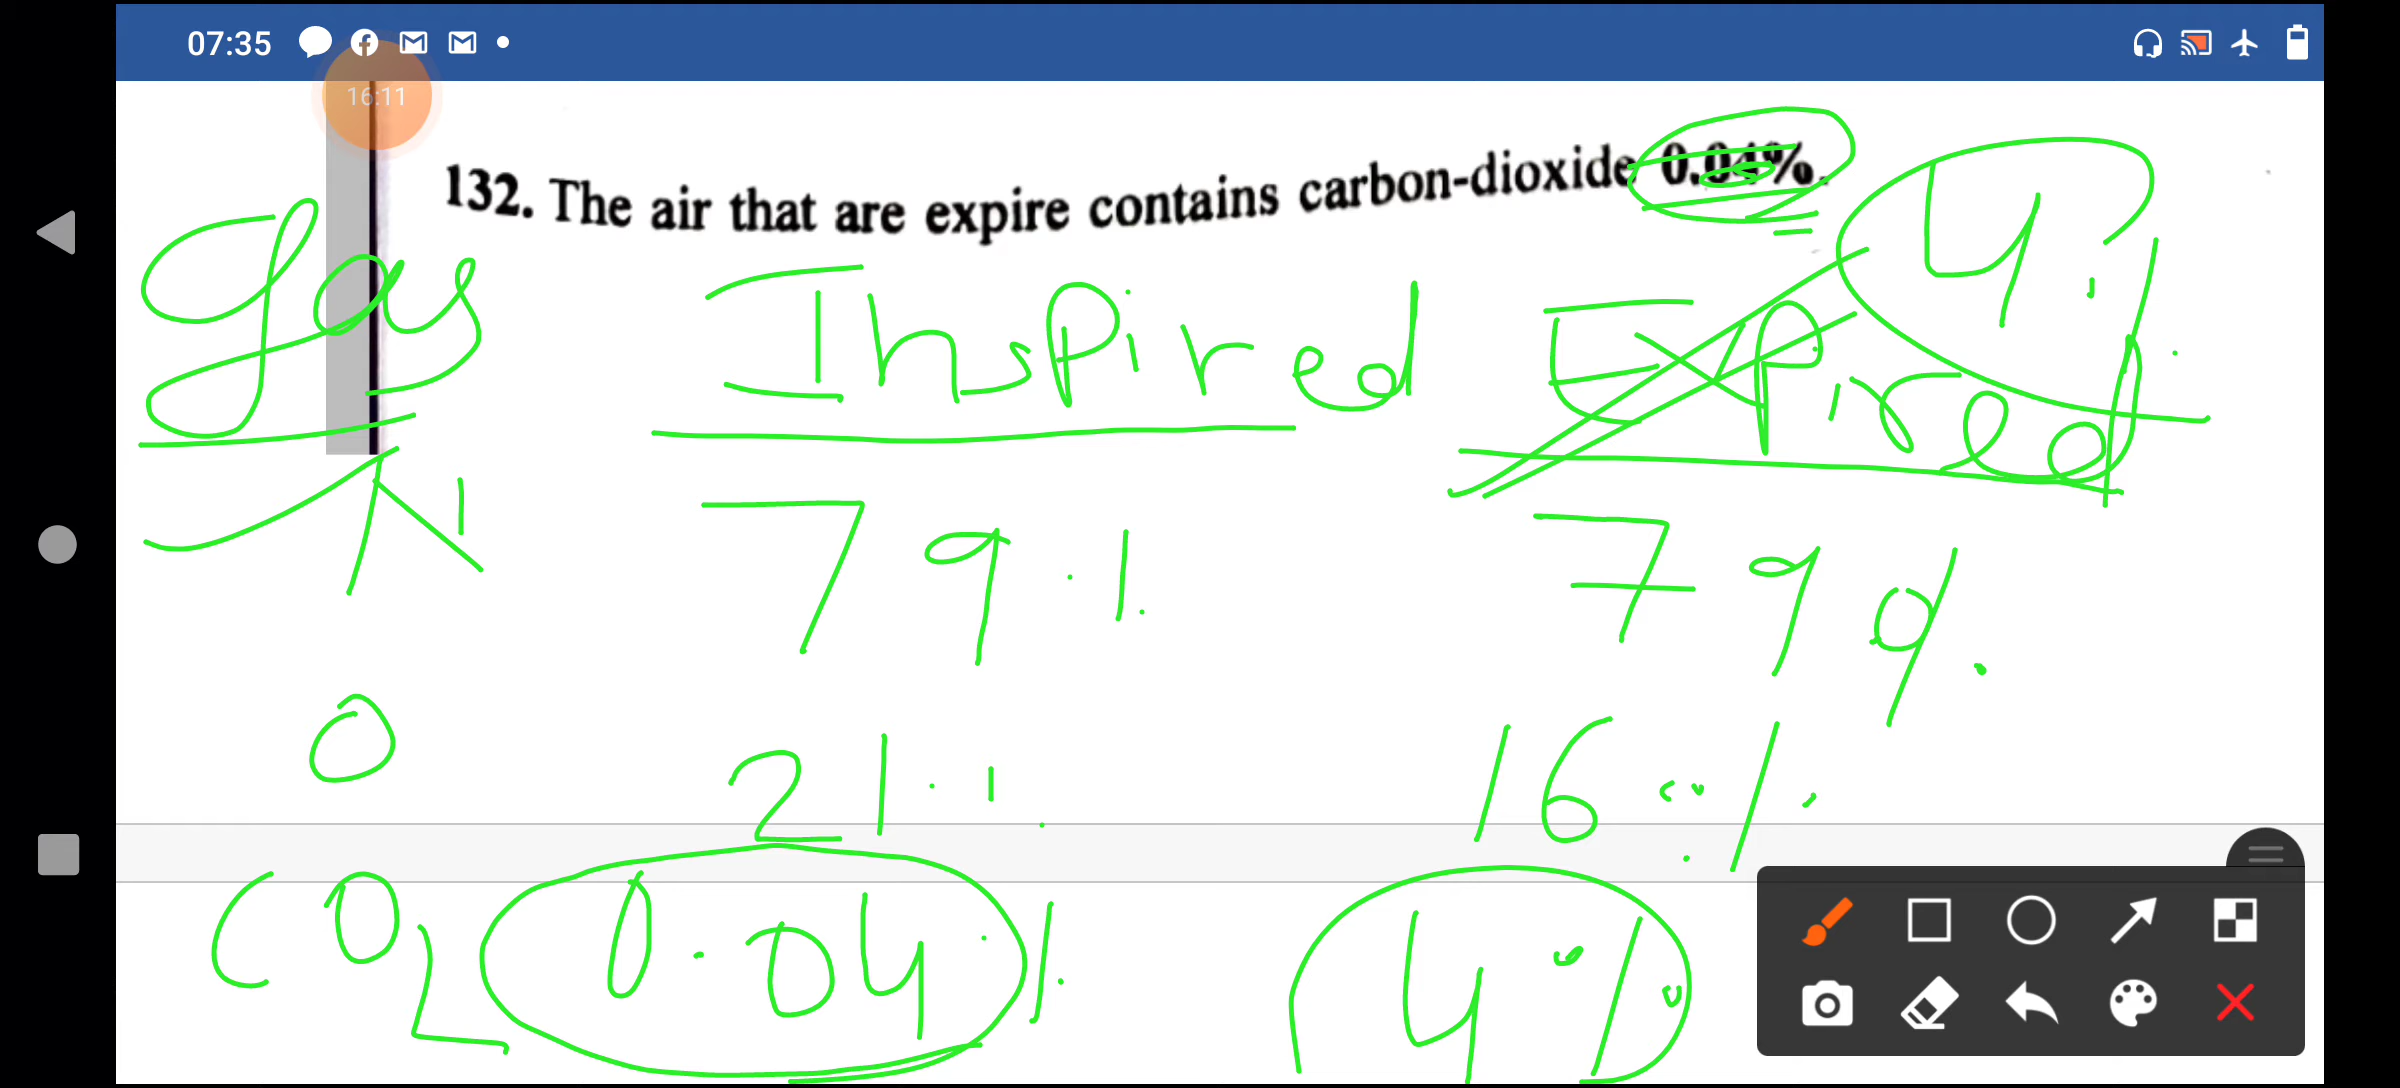 07:35
16:11
132. The air that are expire contains carbon-dioxide 0.04%.
4%
Gas Inspired Expired
N 79% 79%
O 21% 16%
CO2 0.04% 4%